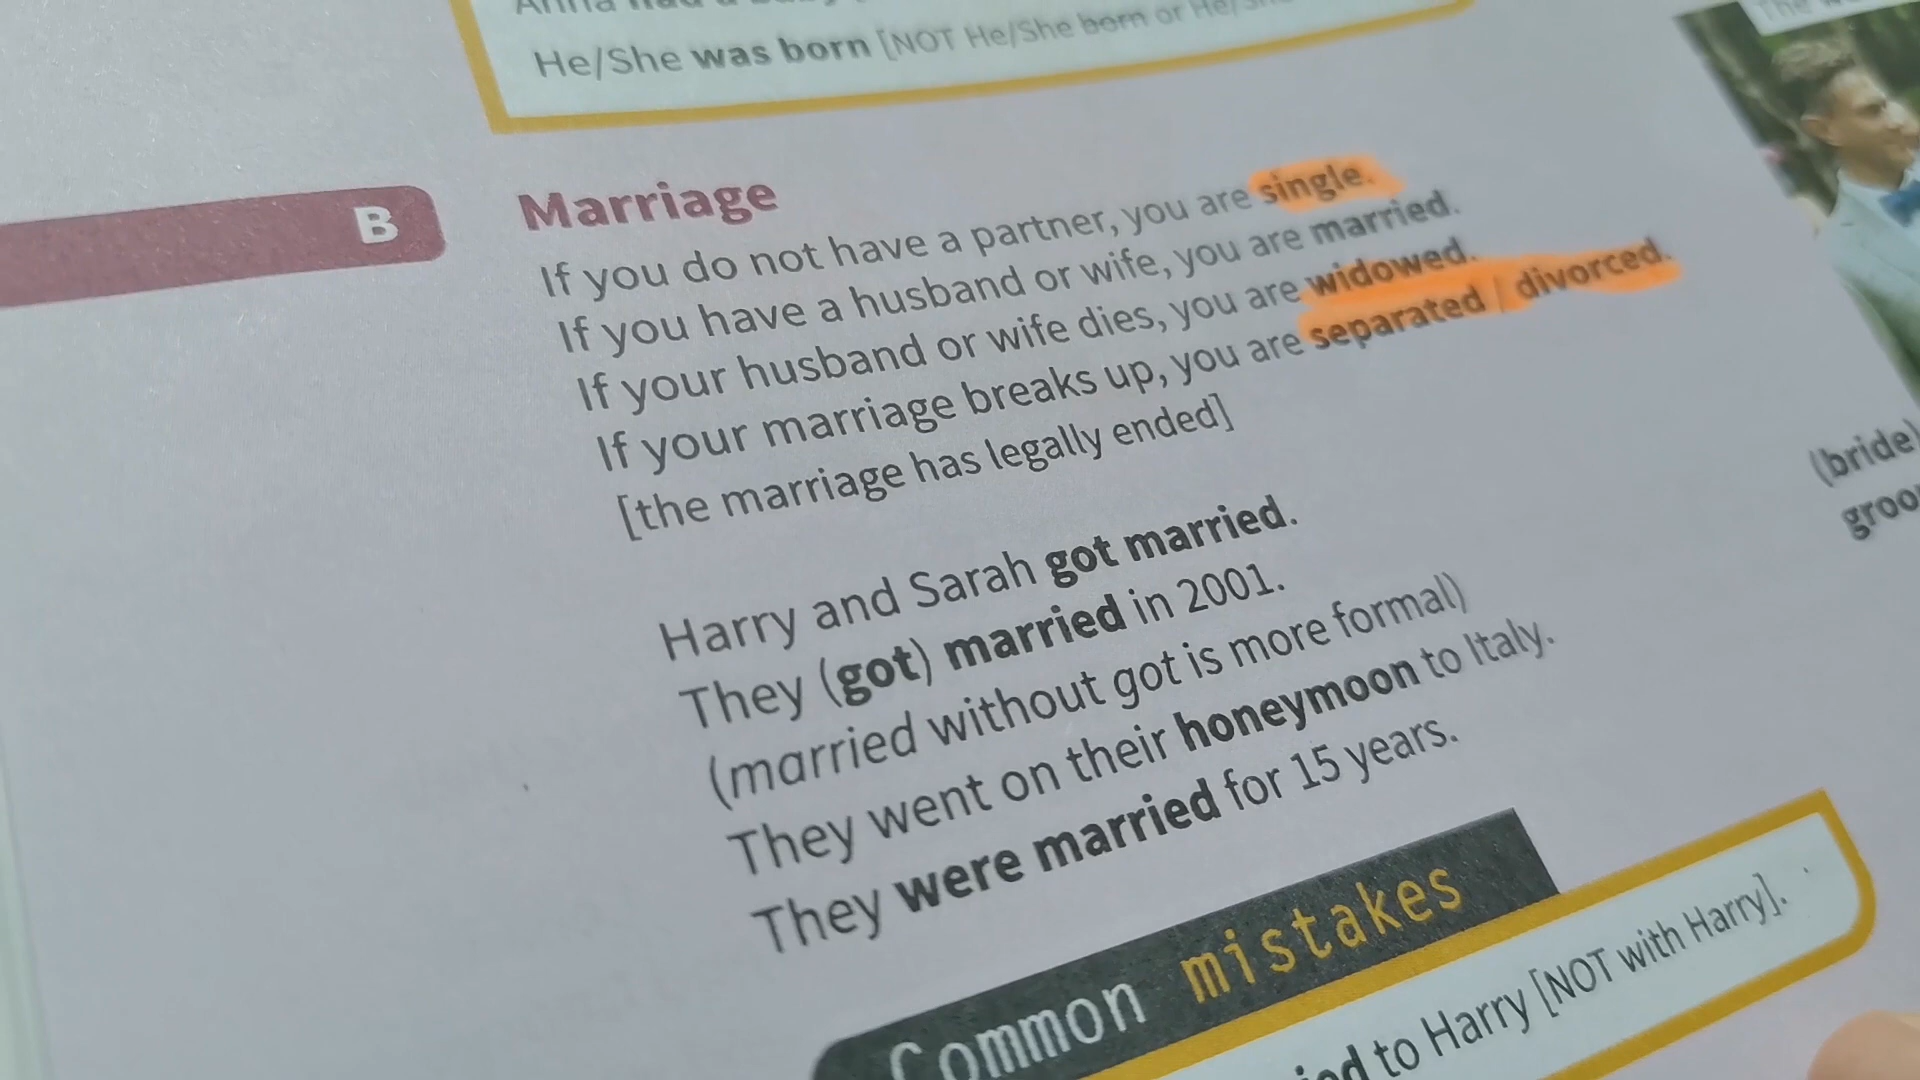 had a baby
He/She was born [NOT He/She born or He/She
B
Marriage
If you do not have a partner, you are single.
If you have a husband or wife, you are married.
If your husband or wife dies, you are widowed.
If your marriage breaks up, you are separated / divorced.
[the marriage has legally ended]
Harry and Sarah got married.
They (got) married in 2001.
(married without got is more formal)
They went on their honeymoon to Italy.
They were married for 15 years.
Common mistakes
to Harry [NOT with Harry].
The
(bride)